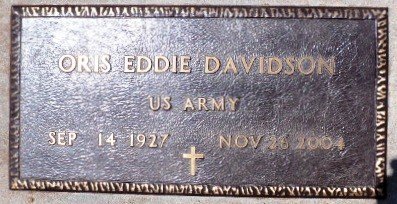 ORIS EDDIE DAVIDSON
US ARMY
SEP 14 1927 NOV 26 2004